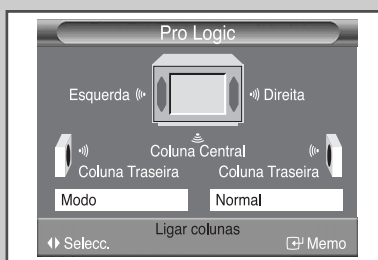 Pro Logic
Esquerda Direita
Coluna Central
Coluna Traseira Coluna Traseira
Modo Normal
Ligar colunas
Selecc. Memo